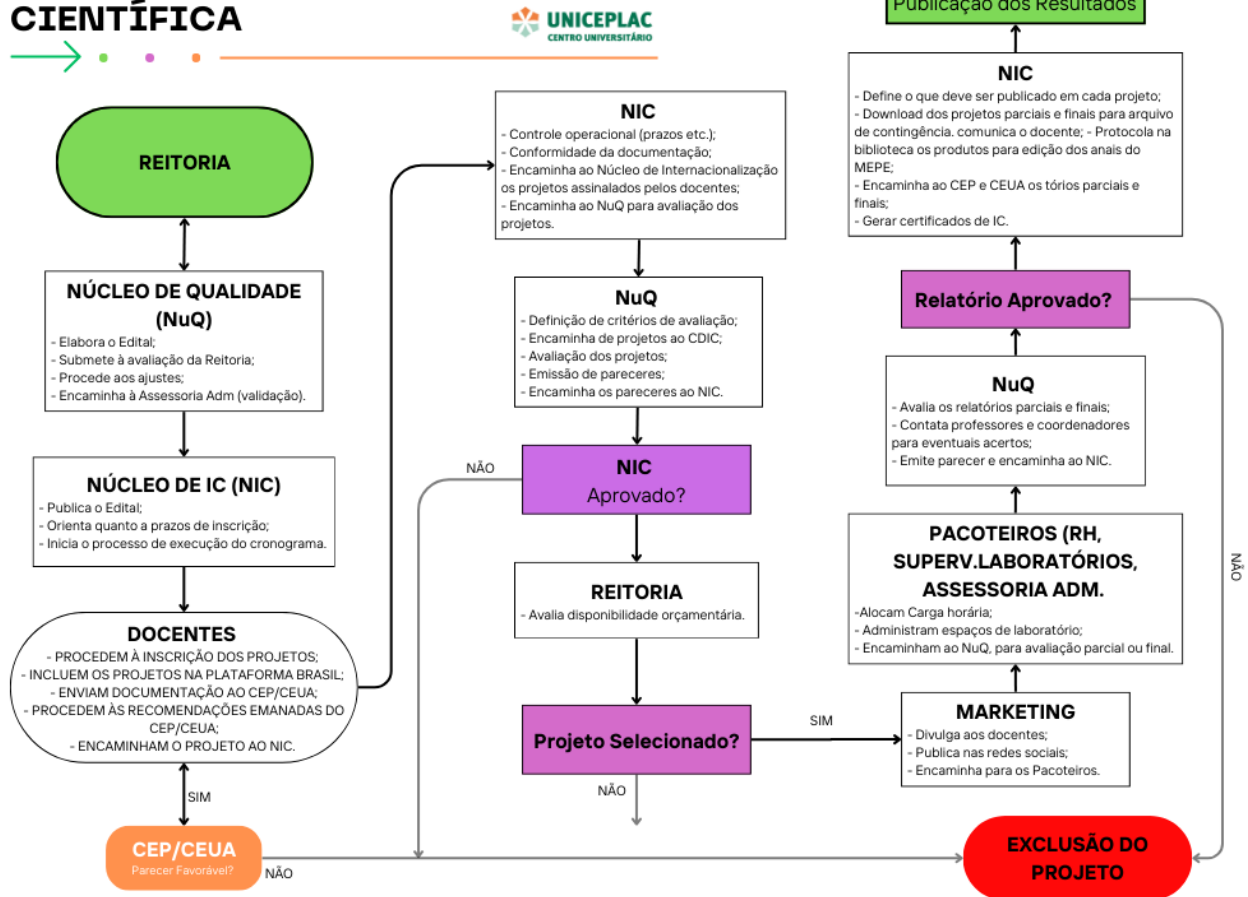 CIENTÍFICA
UNICEPLAC
CENTRO UNIVERSITÁRIO
REITORIA
NÚCLEO DE QUALIDADE
(NuQ)
- Elabora o Edital;
- Submete à avaliação da Reitoria;
- Procede aos ajustes;
- Encaminha à Assessoria Adm (validação).
NÚCLEO DE IC (NIC)
- Publica o Edital;
- Orienta quanto a prazos de inscrição;
- Inicia o processo de execução do cronograma.
DOCENTES
- PROCEDEM À INSCRIÇÃO DOS PROJETOS;
- INCLUEM OS PROJETOS NA PLATAFORMA BRASIL;
- ENVIAM DOCUMENTAÇÃO AO CEP/CEUA;
- PROCEDEM ÀS RECOMENDAÇÕES EMANADAS DO
CEP/CEUA;
- ENCAMINHAM O PROJETO AO NIC.
SIM
CEP/CEUA
Parecer Favorável?
NÃO
NIC
- Controle operacional (prazos etc.);
- Conformidade da documentação;
- Encaminha ao Núcleo de Internacionalização
os projetos assinalados pelos docentes;
- Encaminha ao NuQ para avaliação dos
projetos.
NuQ
- Definição de critérios de avaliação;
- Encaminha de projetos ao CDIC;
- Avaliação dos projetos;
- Emissão de pareceres;
- Encaminha os pareceres ao NIC.
NÃO
NIC
Aprovado?
REITORIA
- Avalia disponibilidade orçamentária.
Projeto Selecionado?
SIM
NÃO
Publicação dos Resultados
NIC
- Define o que deve ser publicado em cada projeto;
- Download dos projetos parciais e finais para arquivo
de contingência. comunica o docente; - Protocola na
biblioteca os produtos para edição dos anais do
MEPE;
- Encaminha ao CEP e CEUA os tórios parciais e
finais;
- Gerar certificados de IC.
Relatório Aprovado?
NuQ
- Avalia os relatórios parciais e finais;
- Contata professores e coordenadores
para eventuais acertos;
- Emite parecer e encaminha ao NIC.
NÃO
PACOTEIROS (RH,
SUPERV.LABORATÓRIOS,
ASSESSORIA ADM.
-Alocam Carga horária;
- Administram espaços de laboratório;
- Encaminham ao NuQ, para avaliação parcial ou final.
MARKETING
- Divulga aos docentes;
- Publica nas redes sociais;
- Encaminha para os Pacoteiros.
EXCLUSÃO DO
PROJETO